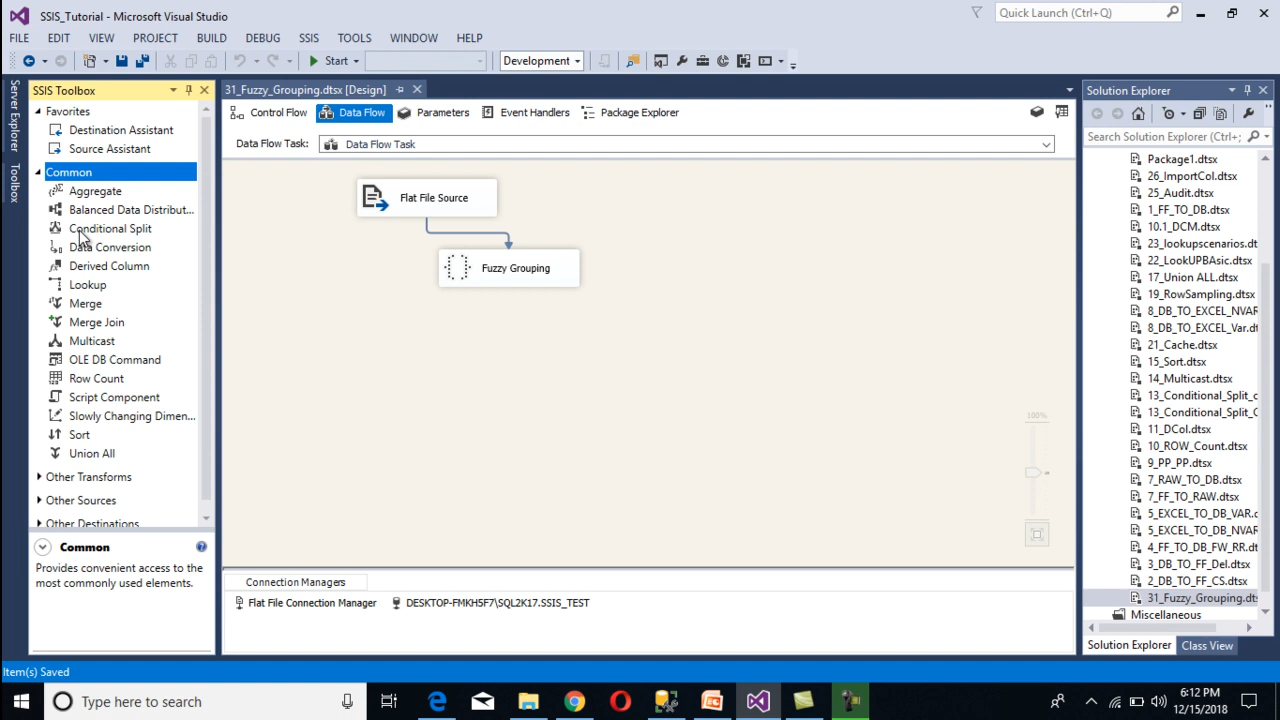 SSIS_Tutorial - Microsoft Visual Studio
Quick Launch (Ctrl+Q)
FILE EDIT VIEW PROJECT BUILD DEBUG SSIS TOOLS WINDOW HELP
Start
Development
Server Explorer
Toolbox
SSIS Toolbox
Favorites
Destination Assistant
Source Assistant
Common
Aggregate
Balanced Data Distribut...
Conditional Split
Data Conversion
Derived Column
Lookup
Merge
Merge Join
Multicast
OLE DB Command
Row Count
Script Component
Slowly Changing Dimen...
Sort
Union All
Other Transforms
Other Sources
Other Destinations
Common
Provides convenient access to the
most commonly used elements.
31_Fuzzy_Grouping.dtsx [Design]
Control Flow Data Flow Parameters Event Handlers Package Explorer
Data Flow Task: Data Flow Task
Flat File Source
Fuzzy Grouping
100%
Connection Managers
Flat File Connection Manager DESKTOP-FMKH5F7\SQL2K17.SSIS_TEST
Solution Explorer
Search Solution Explorer (Ctrl+;)
Package1.dtsx
26_ImportCol.dtsx
25_Audit.dtsx
1_FF_TO_DB.dtsx
10.1_DCM.dtsx
23_lookupscenarios.dt
22_LookUPBAsic.dtsx
17_Union ALL.dtsx
19_RowSampling.dtsx
8_DB_TO_EXCEL_NVAR
8_DB_TO_EXCEL_Var.dt
21_Cache.dtsx
15_Sort.dtsx
14_Multicast.dtsx
13_Conditional_Split_c
13_Conditional_Split_C
11_DCol.dtsx
10_ROW_Count.dtsx
9_PP_PP.dtsx
7_RAW_TO_DB.dtsx
7_FF_TO_RAW.dtsx
5_EXCEL_TO_DB_VAR.
5_EXCEL_TO_DB_NVAR
4_FF_TO_DB_FW_RR.dt
3_DB_TO_FF_Del.dtsx
2_DB_TO_FF_CS.dtsx
31_Fuzzy_Grouping.dts
Miscellaneous
Solution Explorer Class View
Item(s) Saved
Type here to search
6:12 PM
12/15/2018